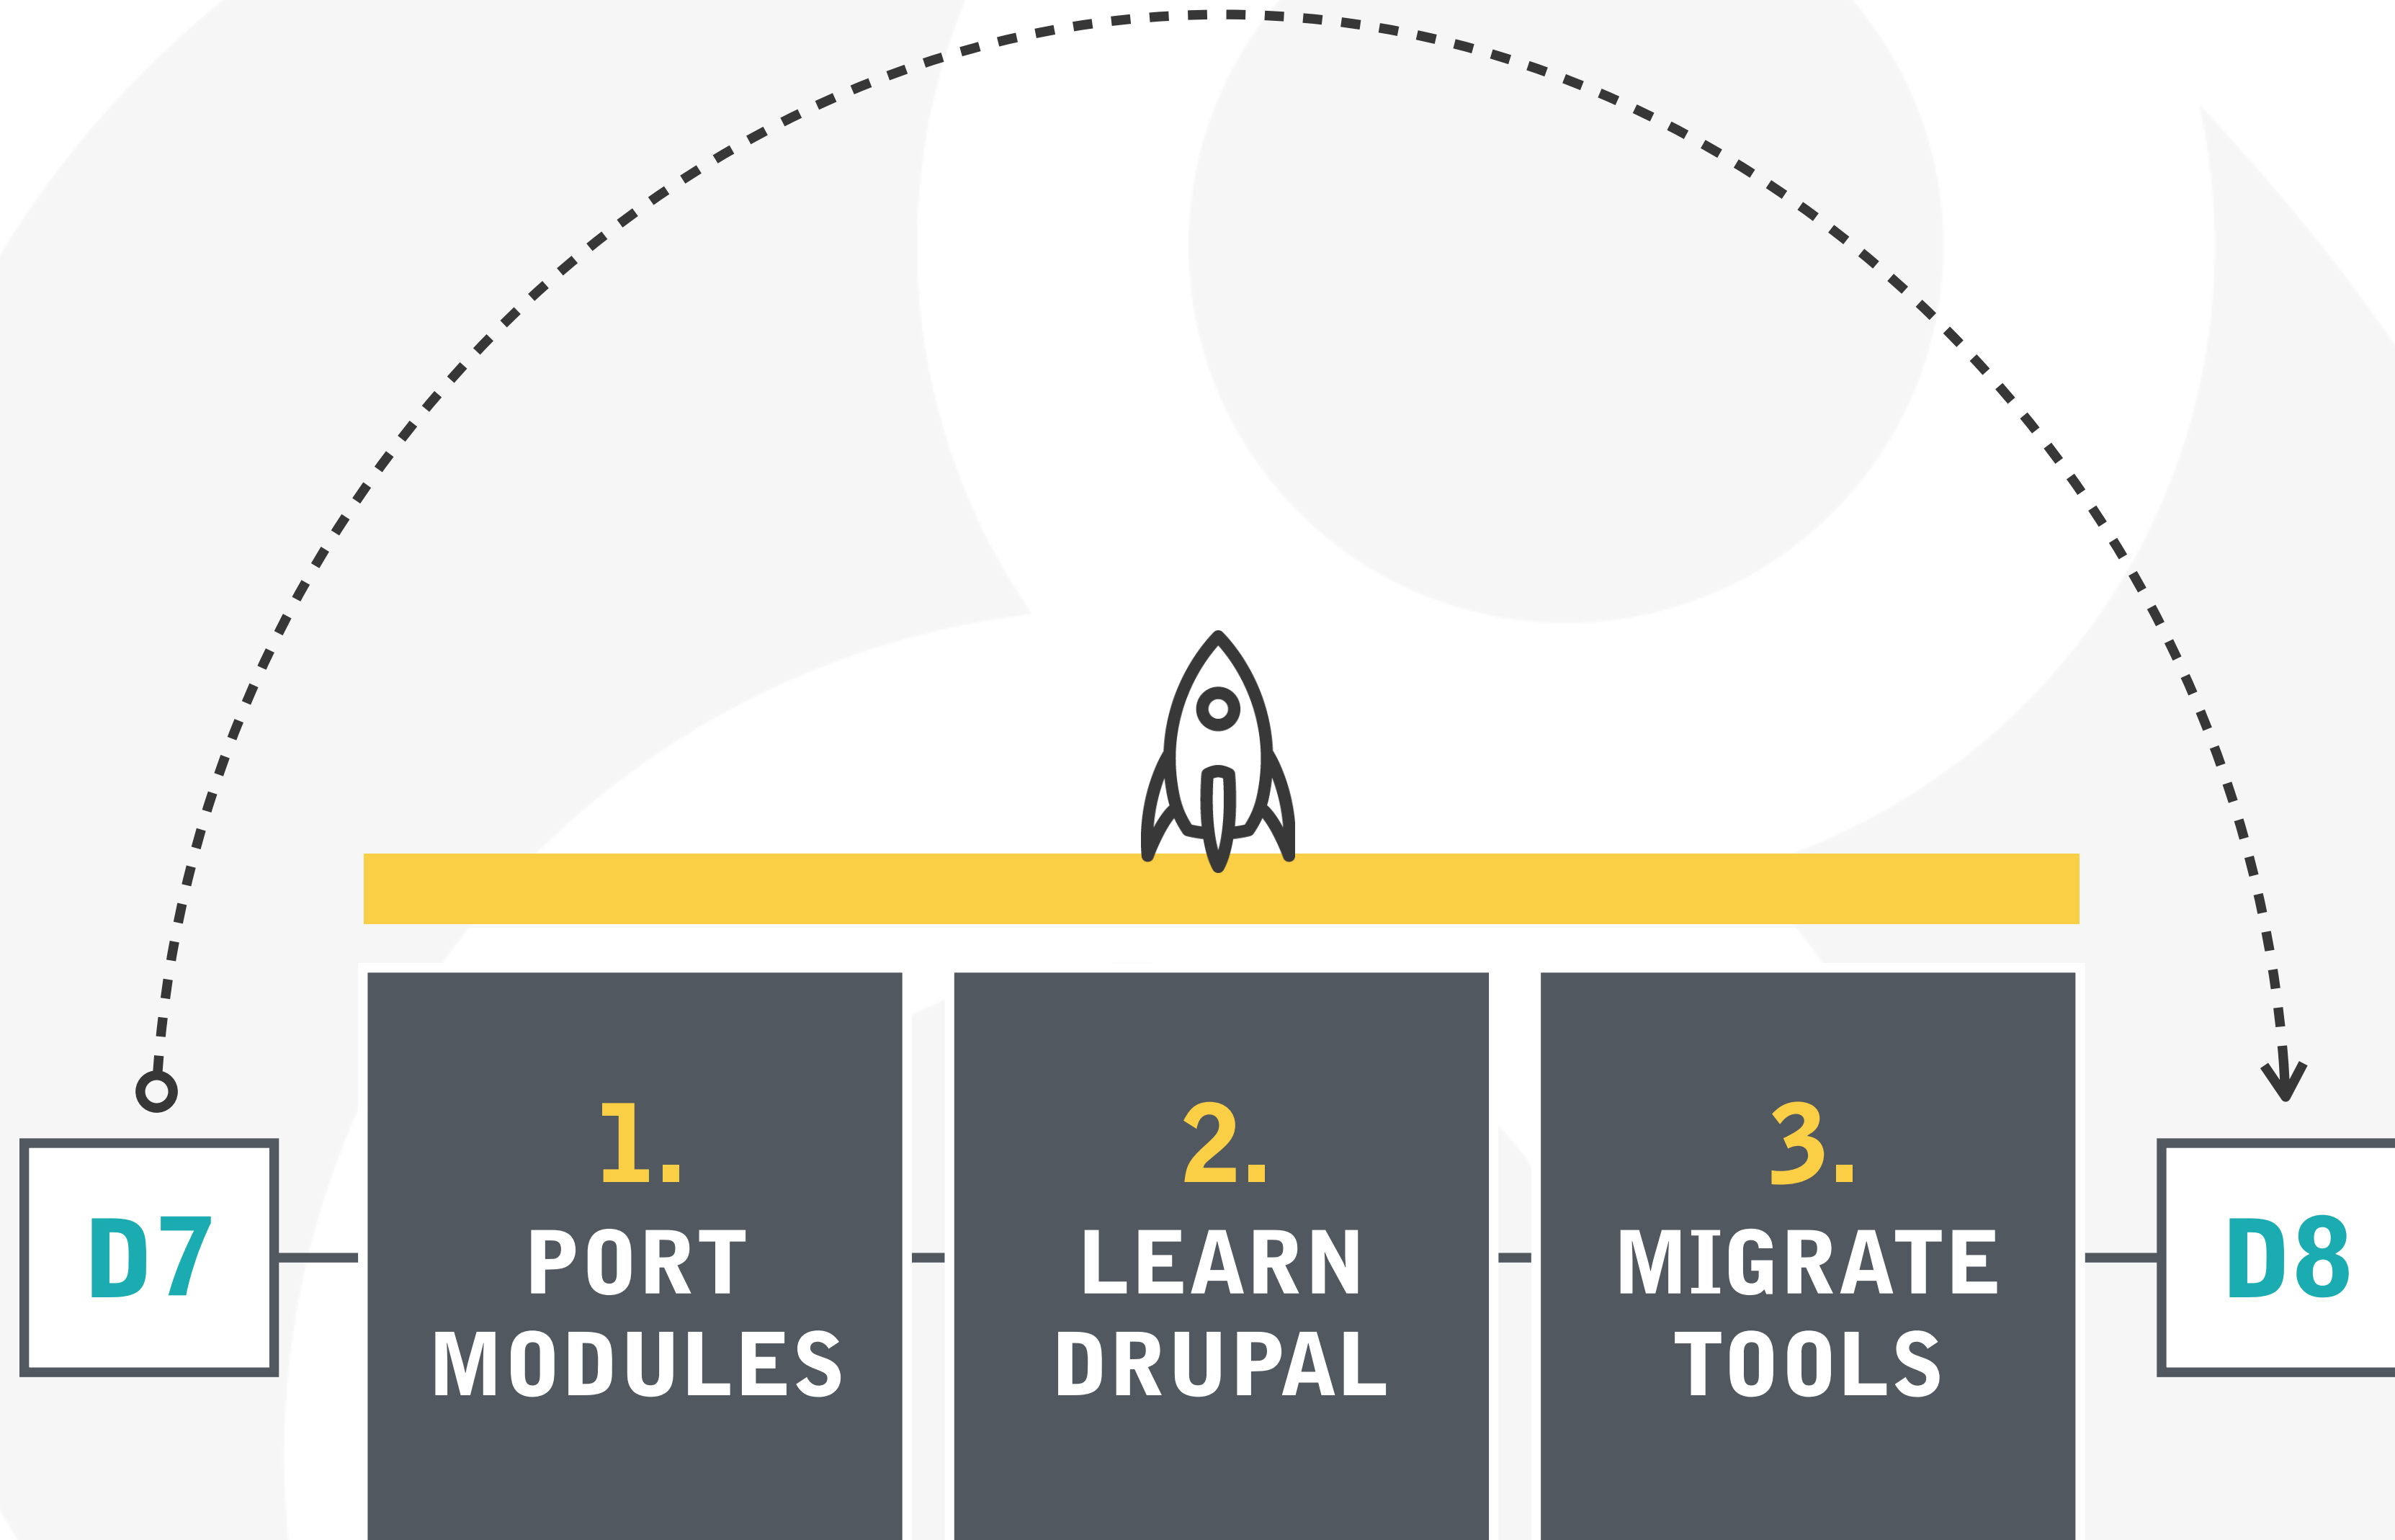 D7
1.
PORT
MODULES
2.
LEARN
DRUPAL
3.
MIGRATE
TOOLS
D8